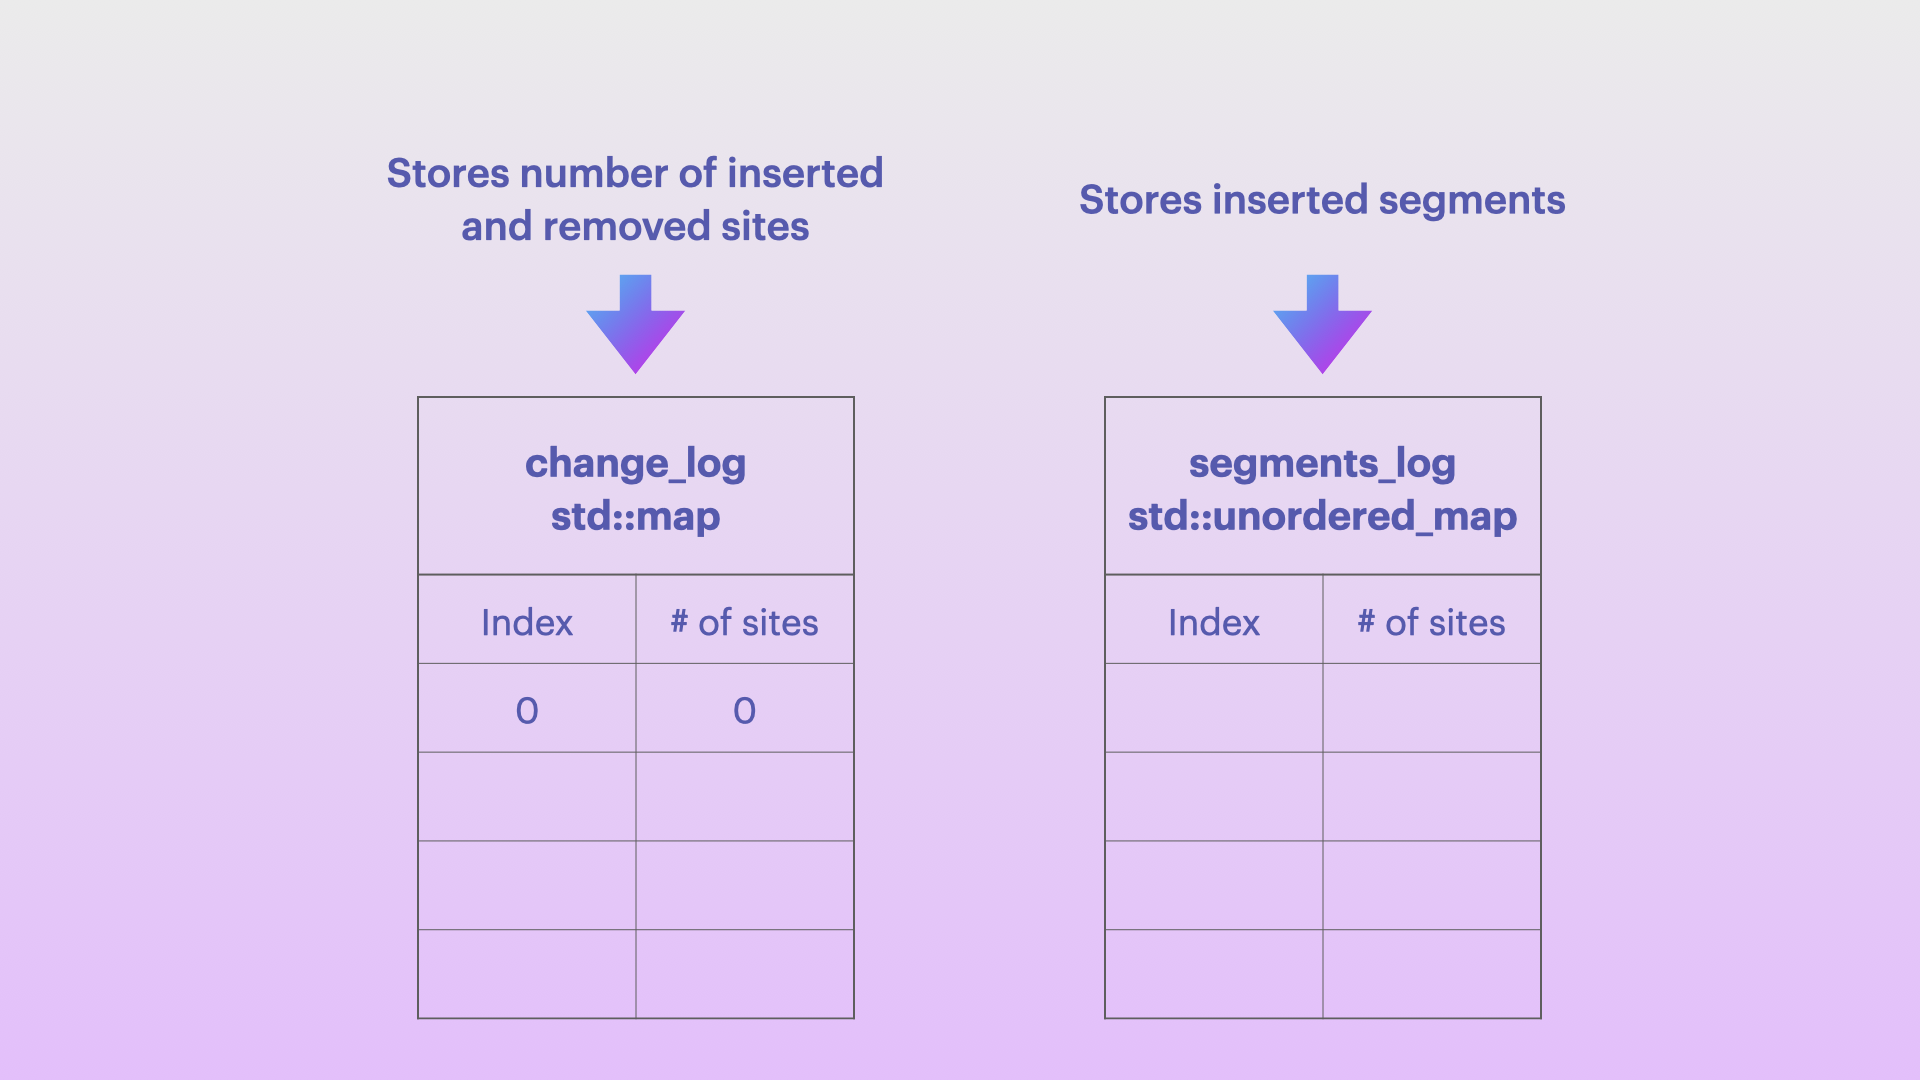 Stores number of inserted
and removed sites
Stores inserted segments
change_log
std::map
Index
# of sites
0
0
segments_log
std::unordered_map
Index
# of sites